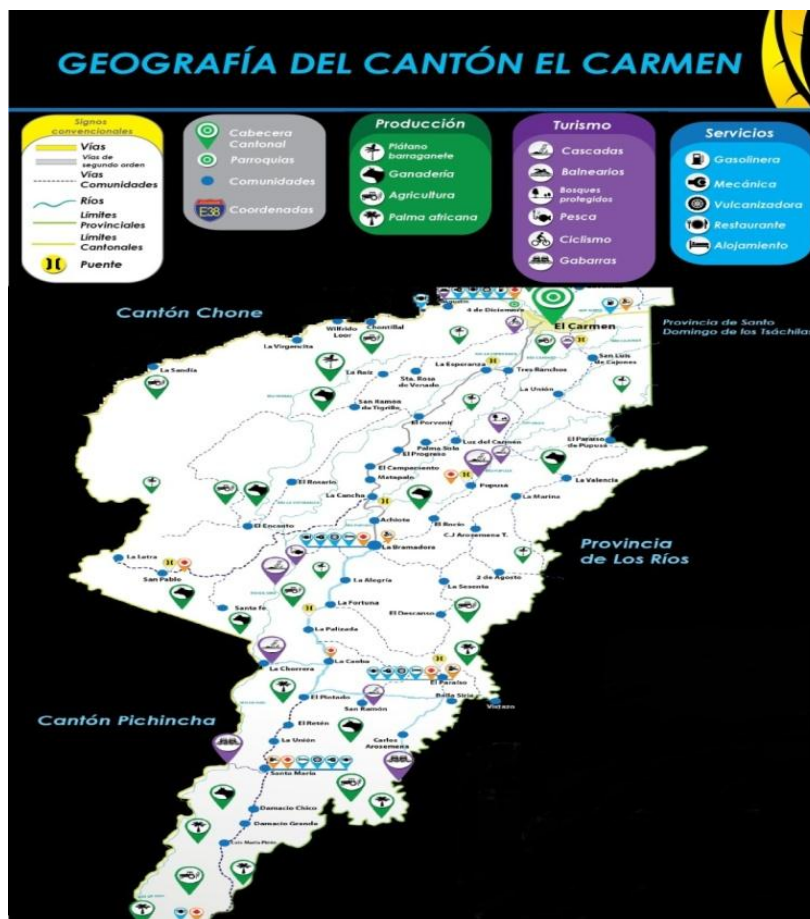 GEOGRAFÍA DEL CANTÓN EL CARMEN
Signos
convencionales
Vías
Vías de
segundo orden
Vías
Comunidades
Ríos
Límites
Provinciales
Límites
Cantonales
Puente
Cabecera
Cantonal
Parroquias
Comunidades
E38
Coordenadas
Producción
Plátano
barraganete
Ganadería
Agricultura
Palma africana
Turismo
Cascadas
Balnearios
Bosques
protegidos
Pesca
Ciclismo
Gabarras
Servicios
Gasolinera
Mecánica
Vulcanizadora
Restaurante
Alojamiento
Cantón Chone
4 de Diciembre
El Carmen
Provincia de Santo
Domingo de los Tsáchilas
Wilfrido
Loor
Chontillal
La Virgencita
La Sandía
La Raíz
Sta. Rosa
de Venado
La Esperanza
Tres Ranchos
San Luis
de Cajones
La Unión
San Ramón
de Tigrillo
El Porvenir
Palma Sola
Luz del Carmen
El Paraíso
de Pupusá
El Progreso
El Campeciento
Matapalo
Pupusá
La Valencia
El Rosario
La Cancha
La Marina
El Encanto
Achiote
El Rocío
C.J Arosemena T.
La Bramadora
Provincia
de Los Ríos
La Letra
San Pablo
La Alegría
La Sesenta
2 de Agosto
Santa fé
La Fortuna
El Descanso
La Palizada
La Chorrera
La Caoba
El Paraíso
El Pintado
San Ramón
Bella Siria
Cantón Pichincha
El Retén
La Unión
Carlos
Arosemena
Santa María
Damacio Chico
Damacio Grande